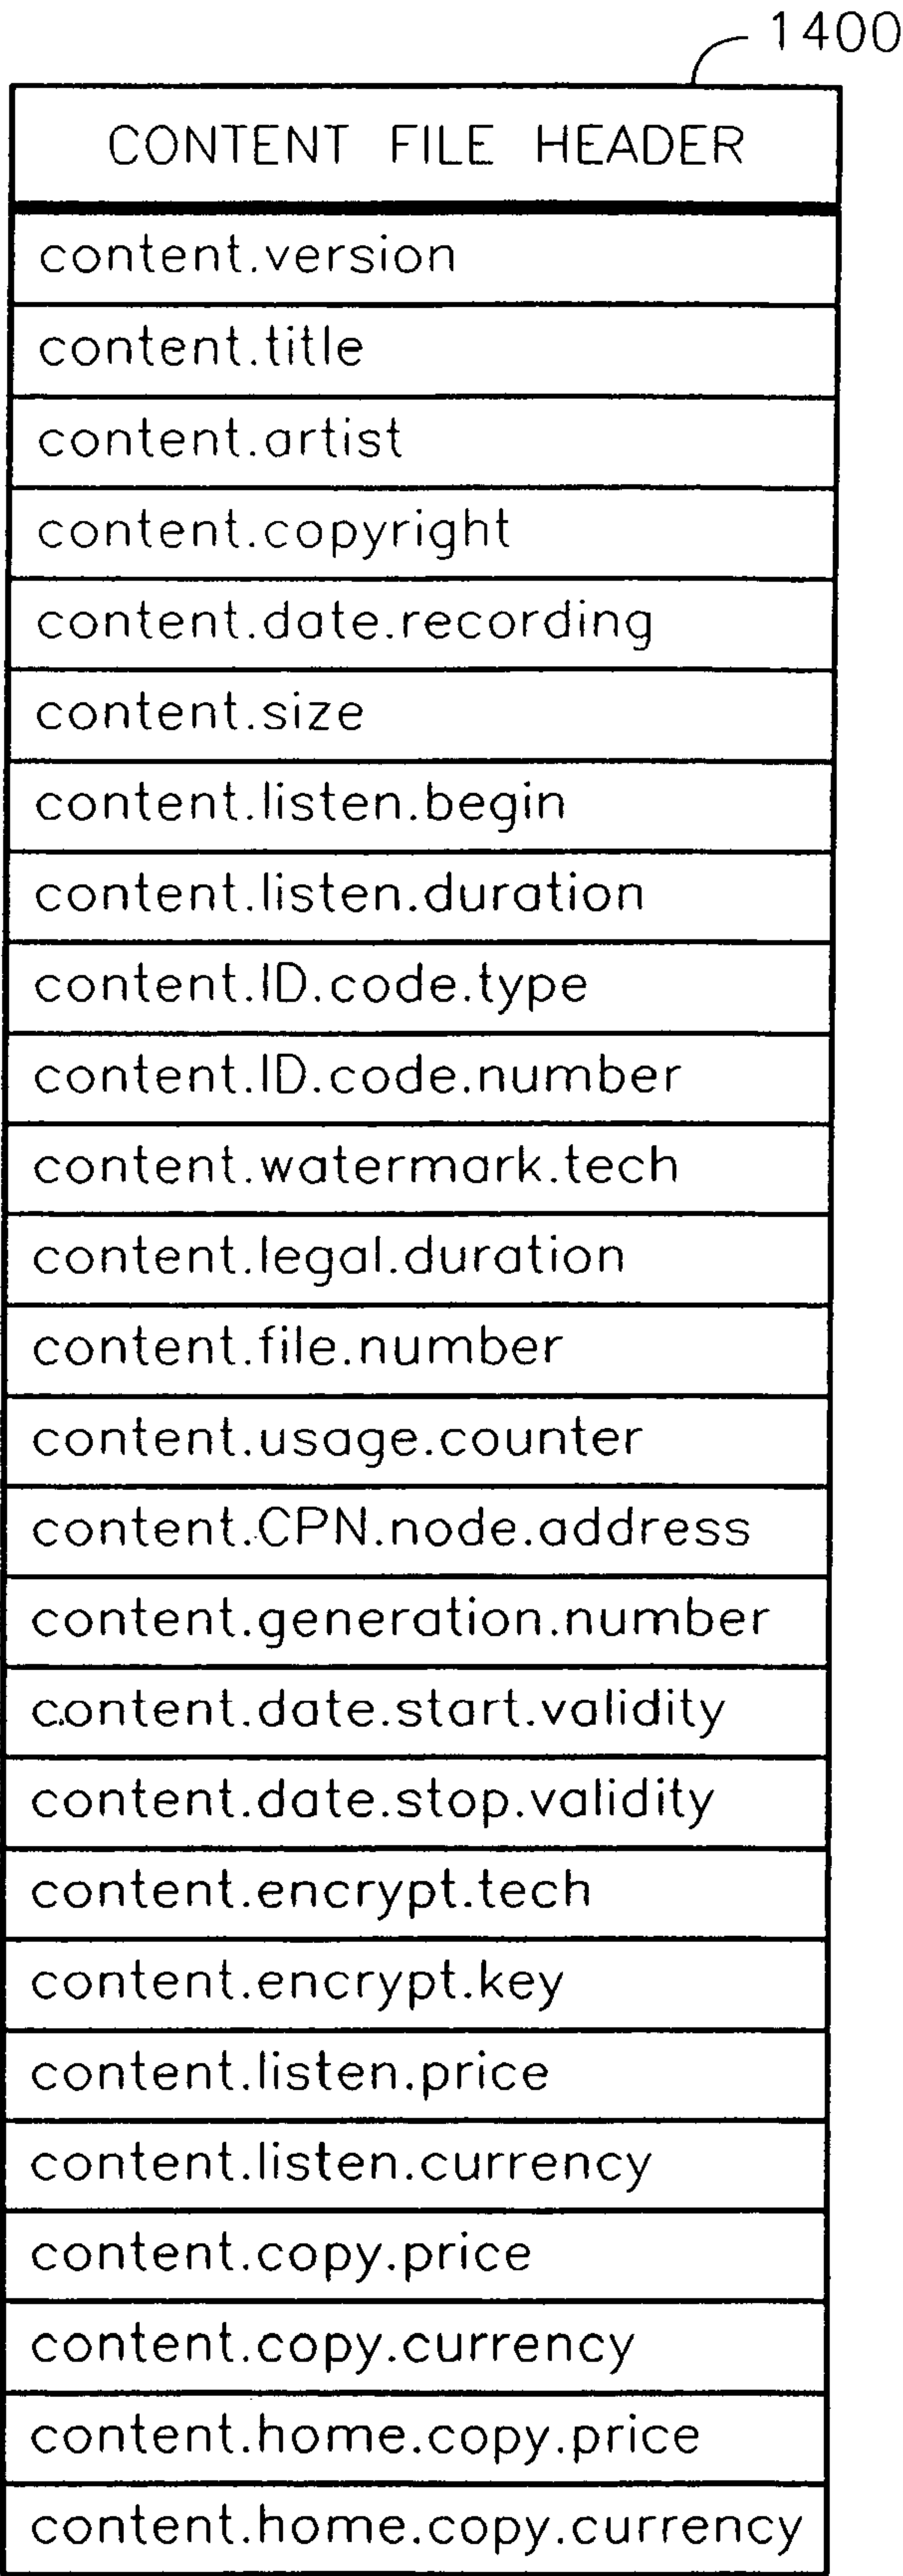 1400
CONTENT FILE HEADER
content.version
content.title
content.artist
content.copyright
content.date.recording
content.size
content.listen.begin
content.listen.duration
content.ID.code.type
content.ID.code.number
content.watermark.tech
content.legal.duration
content.file.number
content.usage.counter
content.CPN.node.address
content.generation.number
content.date.start.validity
content.date.stop.validity
content.encrypt.tech
content.encrypt.key
content.listen.price
content.listen.currency
content.copy.price
content.copy.currency
content.home.copy.price
content.home.copy.currency